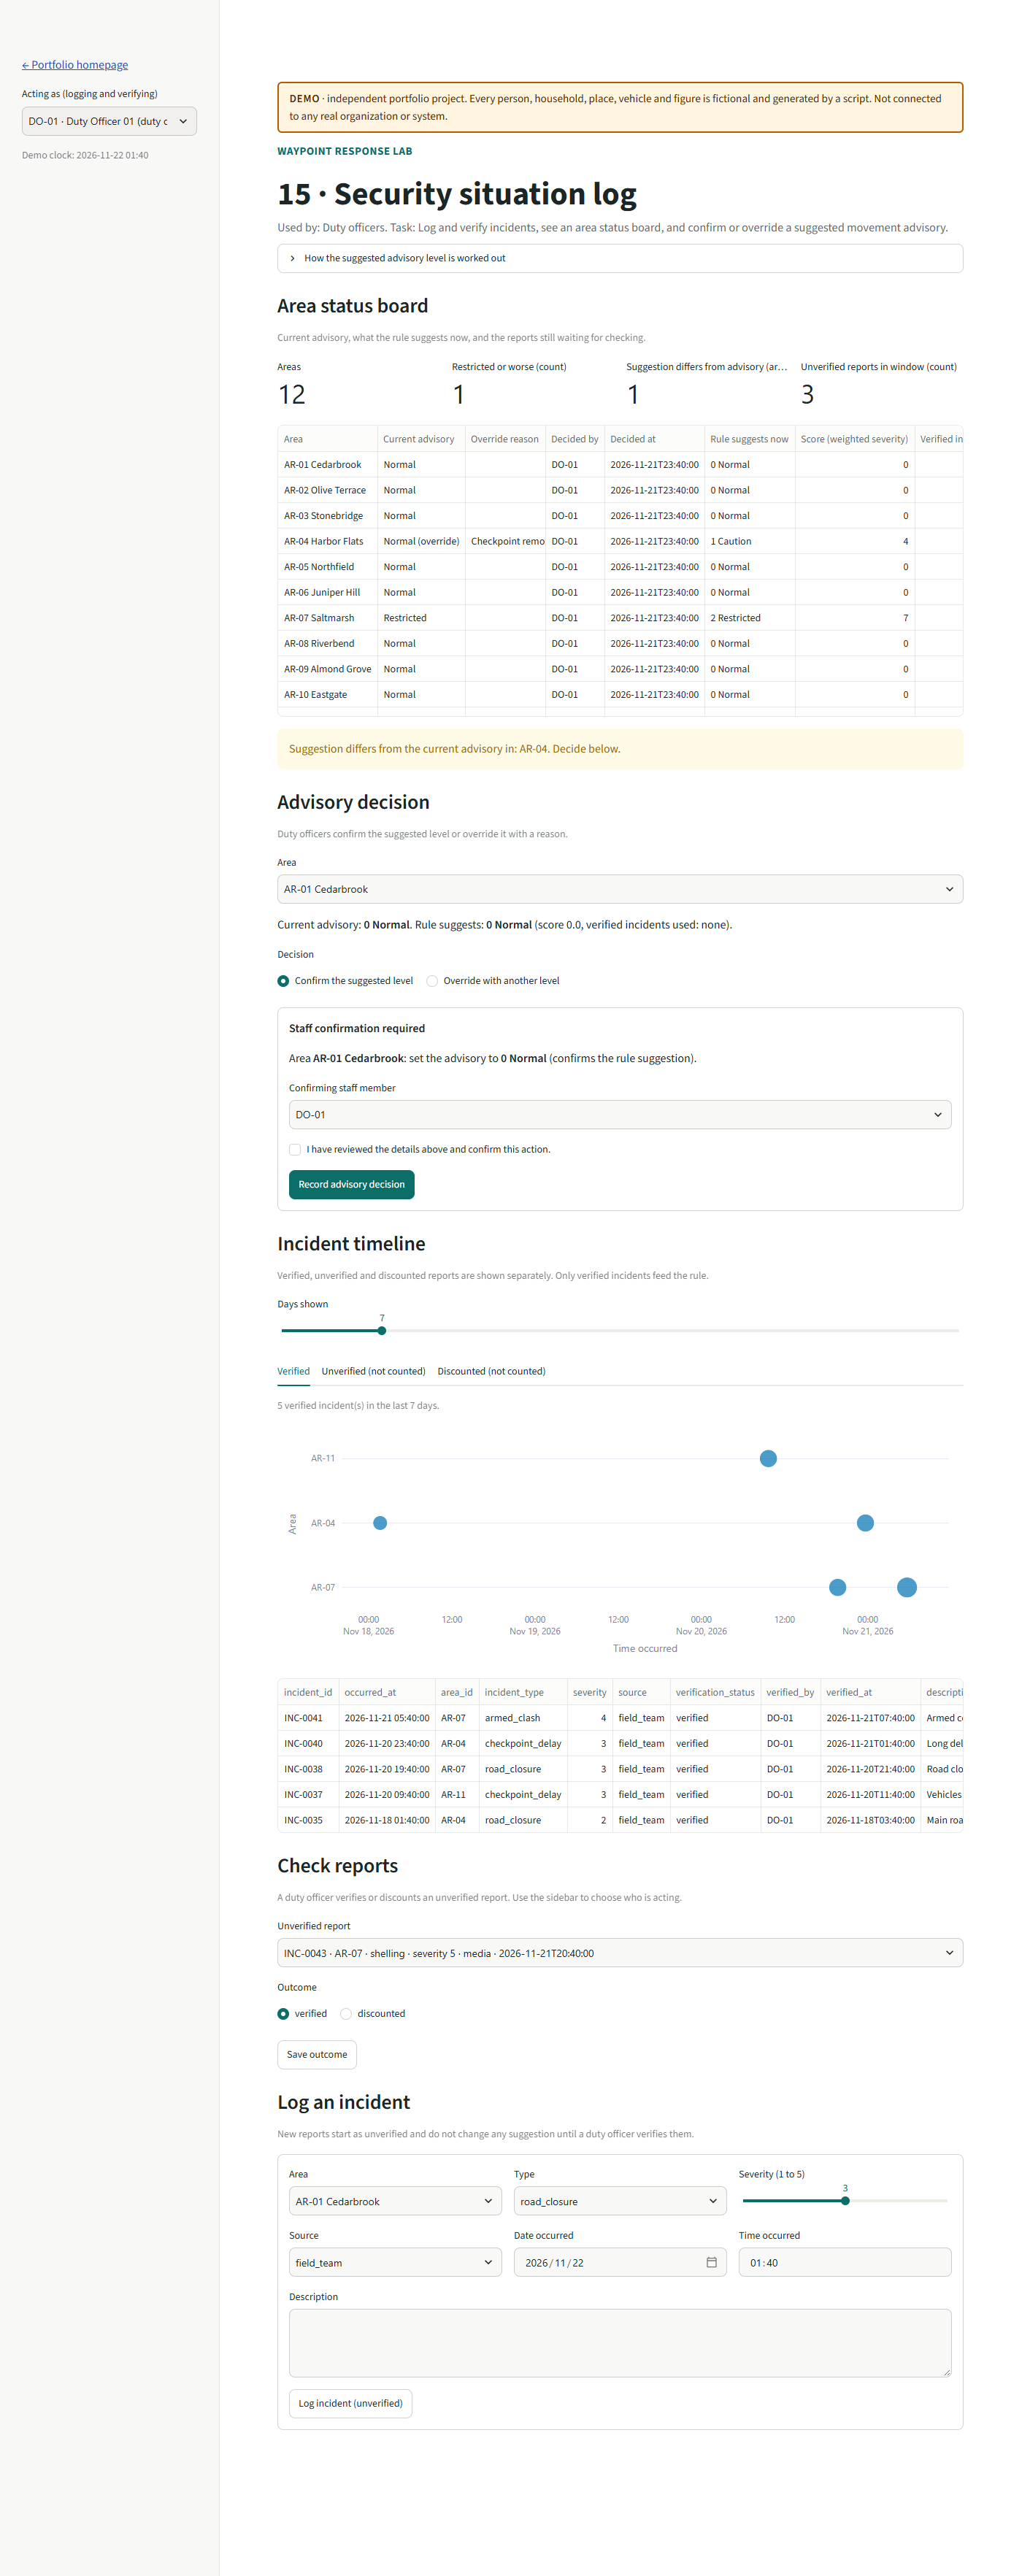 ← Portfolio homepage
Acting as (logging and verifying)
DO-01 · Duty Officer 01 (duty c
Demo clock: 2026-11-22 01:40
DEMO · independent portfolio project. Every person, household, place, vehicle and figure is fictional and generated by a script. Not connected
to any real organization or system.
WAYPOINT RESPONSE LAB
15 · Security situation log
Used by: Duty officers. Task: Log and verify incidents, see an area status board, and confirm or override a suggested movement advisory.
How the suggested advisory level is worked out
Area status board
Current advisory, what the rule suggests now, and the reports still waiting for checking.
Areas Restricted or worse (count) Suggestion differs from advisory (ar… Unverified reports in window (count)
12 1 1 3
Area Current advisory Override reason Decided by Decided at Rule suggests now Score (weighted severity) Verified in
AR-01 Cedarbrook Normal DO-01 2026-11-21T23:40:00 0 Normal 0
AR-02 Olive Terrace Normal DO-01 2026-11-21T23:40:00 0 Normal 0
AR-03 Stonebridge Normal DO-01 2026-11-21T23:40:00 0 Normal 0
AR-04 Harbor Flats Normal (override) Checkpoint remo DO-01 2026-11-21T23:40:00 1 Caution 4
AR-05 Northfield Normal DO-01 2026-11-21T23:40:00 0 Normal 0
AR-06 Juniper Hill Normal DO-01 2026-11-21T23:40:00 0 Normal 0
AR-07 Saltmarsh Restricted DO-01 2026-11-21T23:40:00 2 Restricted 7
AR-08 Riverbend Normal DO-01 2026-11-21T23:40:00 0 Normal 0
AR-09 Almond Grove Normal DO-01 2026-11-21T23:40:00 0 Normal 0
AR-10 Eastgate Normal DO-01 2026-11-21T23:40:00 0 Normal 0
Suggestion differs from the current advisory in: AR-04. Decide below.
Advisory decision
Duty officers confirm the suggested level or override it with a reason.
Area
AR-01 Cedarbrook
Current advisory: 0 Normal. Rule suggests: 0 Normal (score 0.0, verified incidents used: none).
Decision
Confirm the suggested level Override with another level
Staff confirmation required
Area AR-01 Cedarbrook: set the advisory to 0 Normal (confirms the rule suggestion).
Confirming staff member
DO-01
I have reviewed the details above and confirm this action.
Record advisory decision
Incident timeline
Verified, unverified and discounted reports are shown separately. Only verified incidents feed the rule.
Days shown
7
Verified Unverified (not counted) Discounted (not counted)
5 verified incident(s) in the last 7 days.
AR-11
AR-04
AR-07
Area
00:00 12:00 00:00 12:00 00:00 12:00 00:00
Nov 18, 2026 Nov 19, 2026 Nov 20, 2026 Nov 21, 2026
Time occurred
incident_id occurred_at area_id incident_type severity source verification_status verified_by verified_at descripti
INC-0041 2026-11-21 05:40:00 AR-07 armed_clash 4 field_team verified DO-01 2026-11-21T07:40:00 Armed c
INC-0040 2026-11-20 23:40:00 AR-04 checkpoint_delay 3 field_team verified DO-01 2026-11-21T01:40:00 Long del
INC-0038 2026-11-20 19:40:00 AR-07 road_closure 3 field_team verified DO-01 2026-11-20T21:40:00 Road clo
INC-0037 2026-11-20 09:40:00 AR-11 checkpoint_delay 3 field_team verified DO-01 2026-11-20T11:40:00 Vehicles
INC-0035 2026-11-18 01:40:00 AR-04 road_closure 2 field_team verified DO-01 2026-11-18T03:40:00 Main roa
Check reports
A duty officer verifies or discounts an unverified report. Use the sidebar to choose who is acting.
Unverified report
INC-0043 · AR-07 · shelling · severity 5 · media · 2026-11-21T20:40:00
Outcome
verified discounted
Save outcome
Log an incident
New reports start as unverified and do not change any suggestion until a duty officer verifies them.
Area Type Severity (1 to 5)
3
AR-01 Cedarbrook road_closure
Source Date occurred Time occurred
field_team 2026/11/22 01:40
Description
Log incident (unverified)